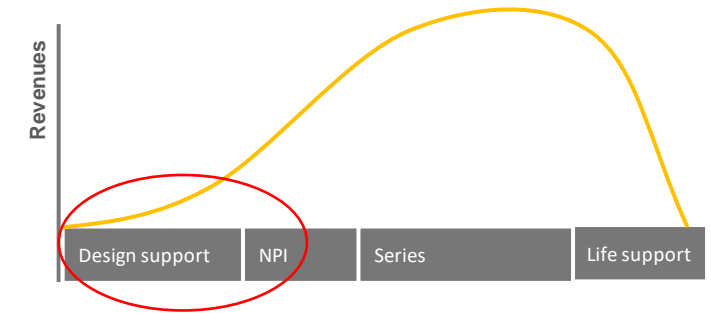 Revenues
Design support
NPI
Series
Life support